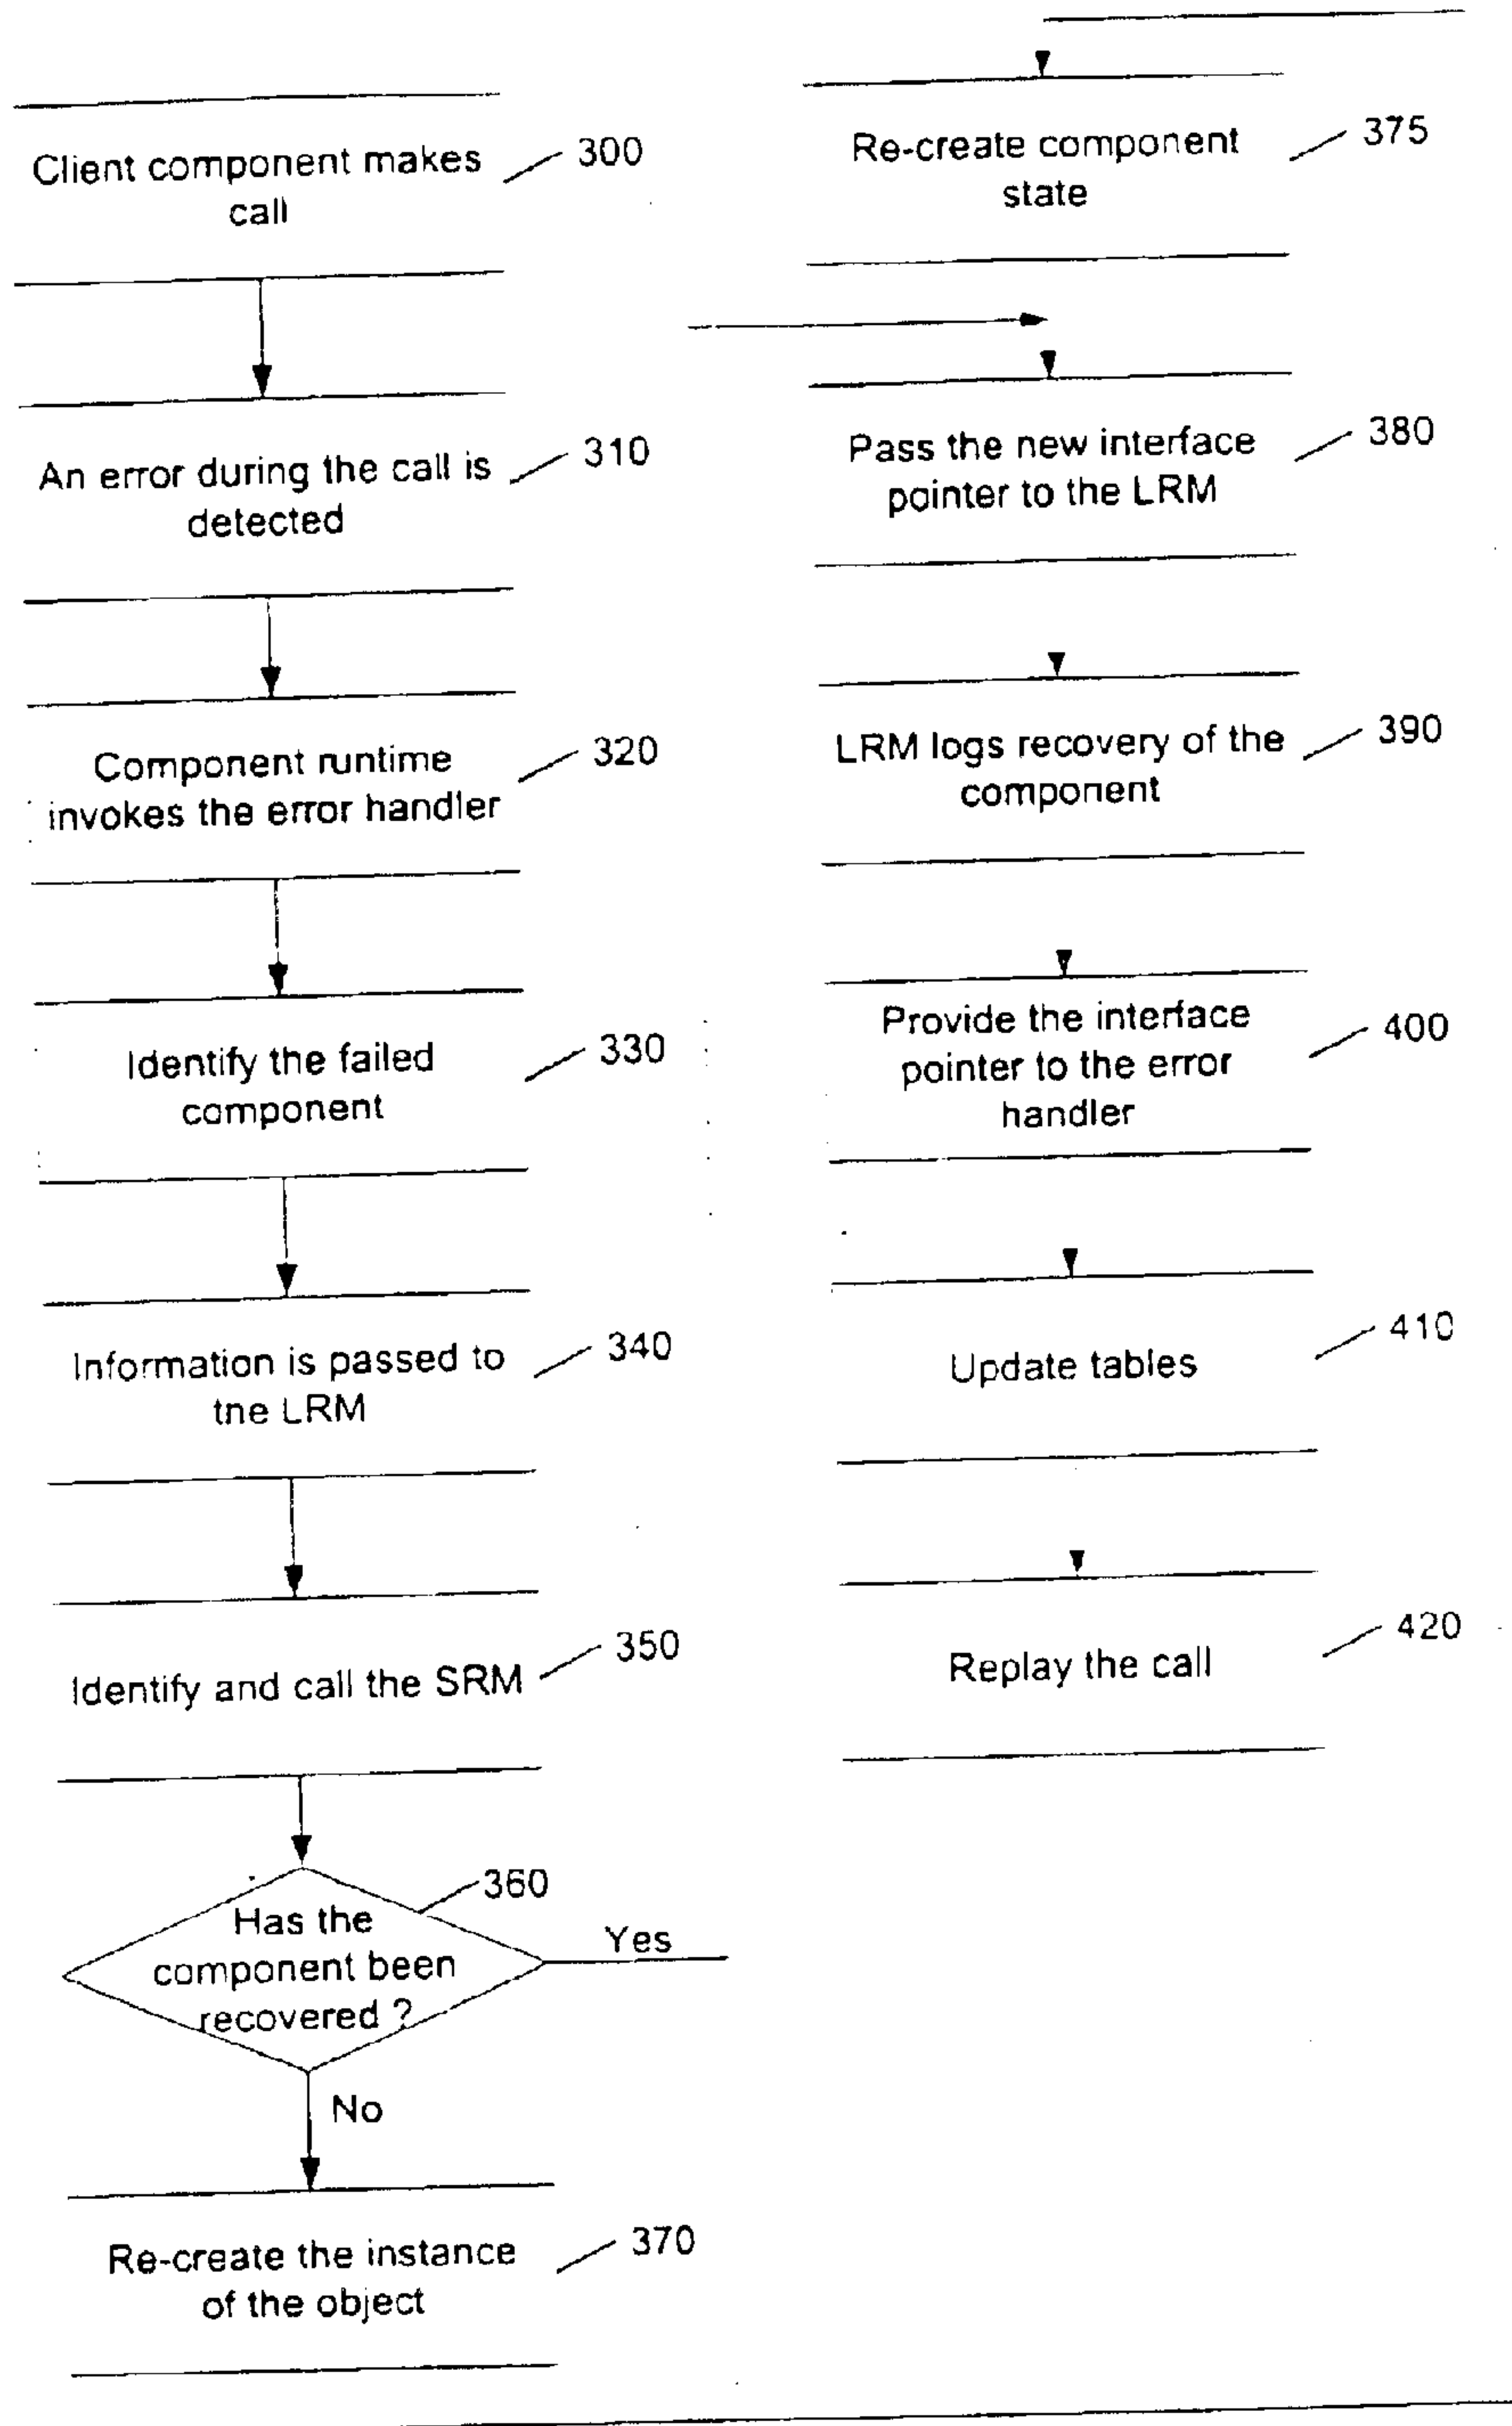 Client component makes
call
300
An error during the call is
detected
310
Component runtime
invokes the error handler
320
Identify the failed
component
330
Information is passed to
tne LRM
340
Identify and call the SRM
350
360
Has the
component been
recovered ?
Yes
No
Re-create the instance
of the object
370
Re-create component
state
375
Pass the new interface
pointer to the LRM
380
LRM logs recovery of the
component
390
Provide the interface
pointer to the error
handler
400
Update tables
410
Replay the call
420